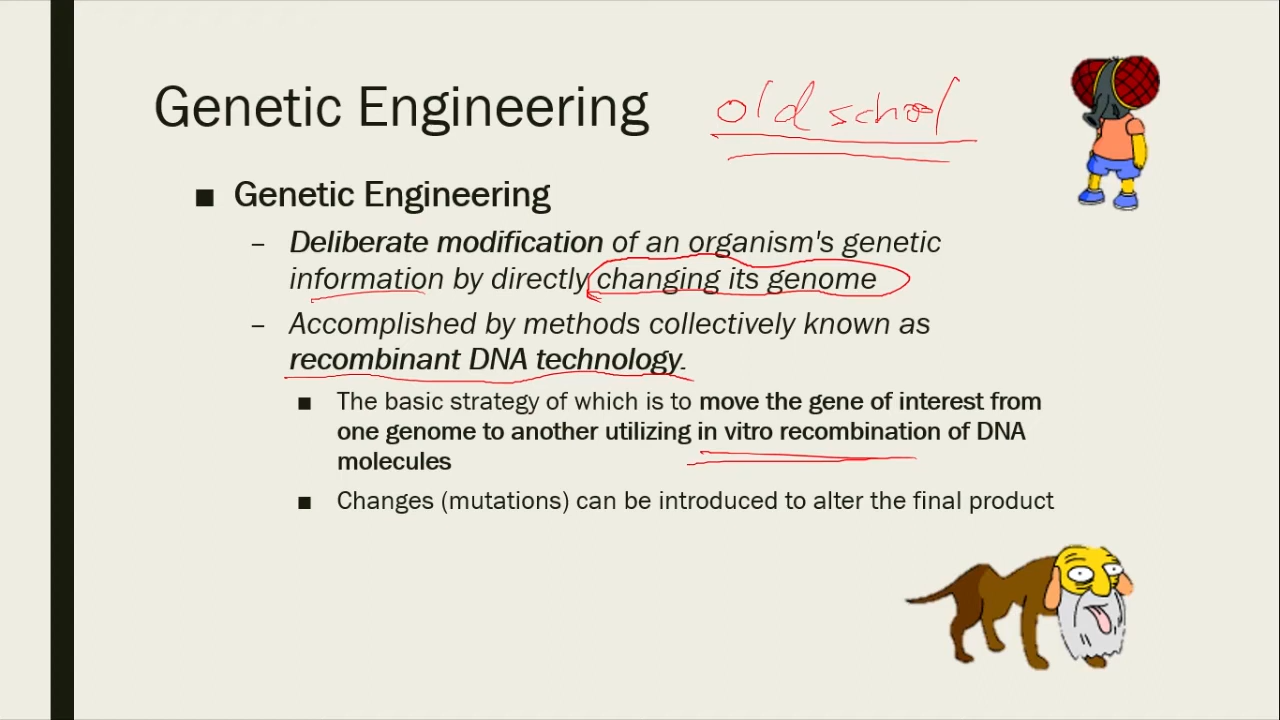 Genetic Engineering old school
■ Genetic Engineering
– Deliberate modification of an organism's genetic
information by directly changing its genome
– Accomplished by methods collectively known as
recombinant DNA technology.
■ The basic strategy of which is to move the gene of interest from
one genome to another utilizing in vitro recombination of DNA
molecules
■ Changes (mutations) can be introduced to alter the final product